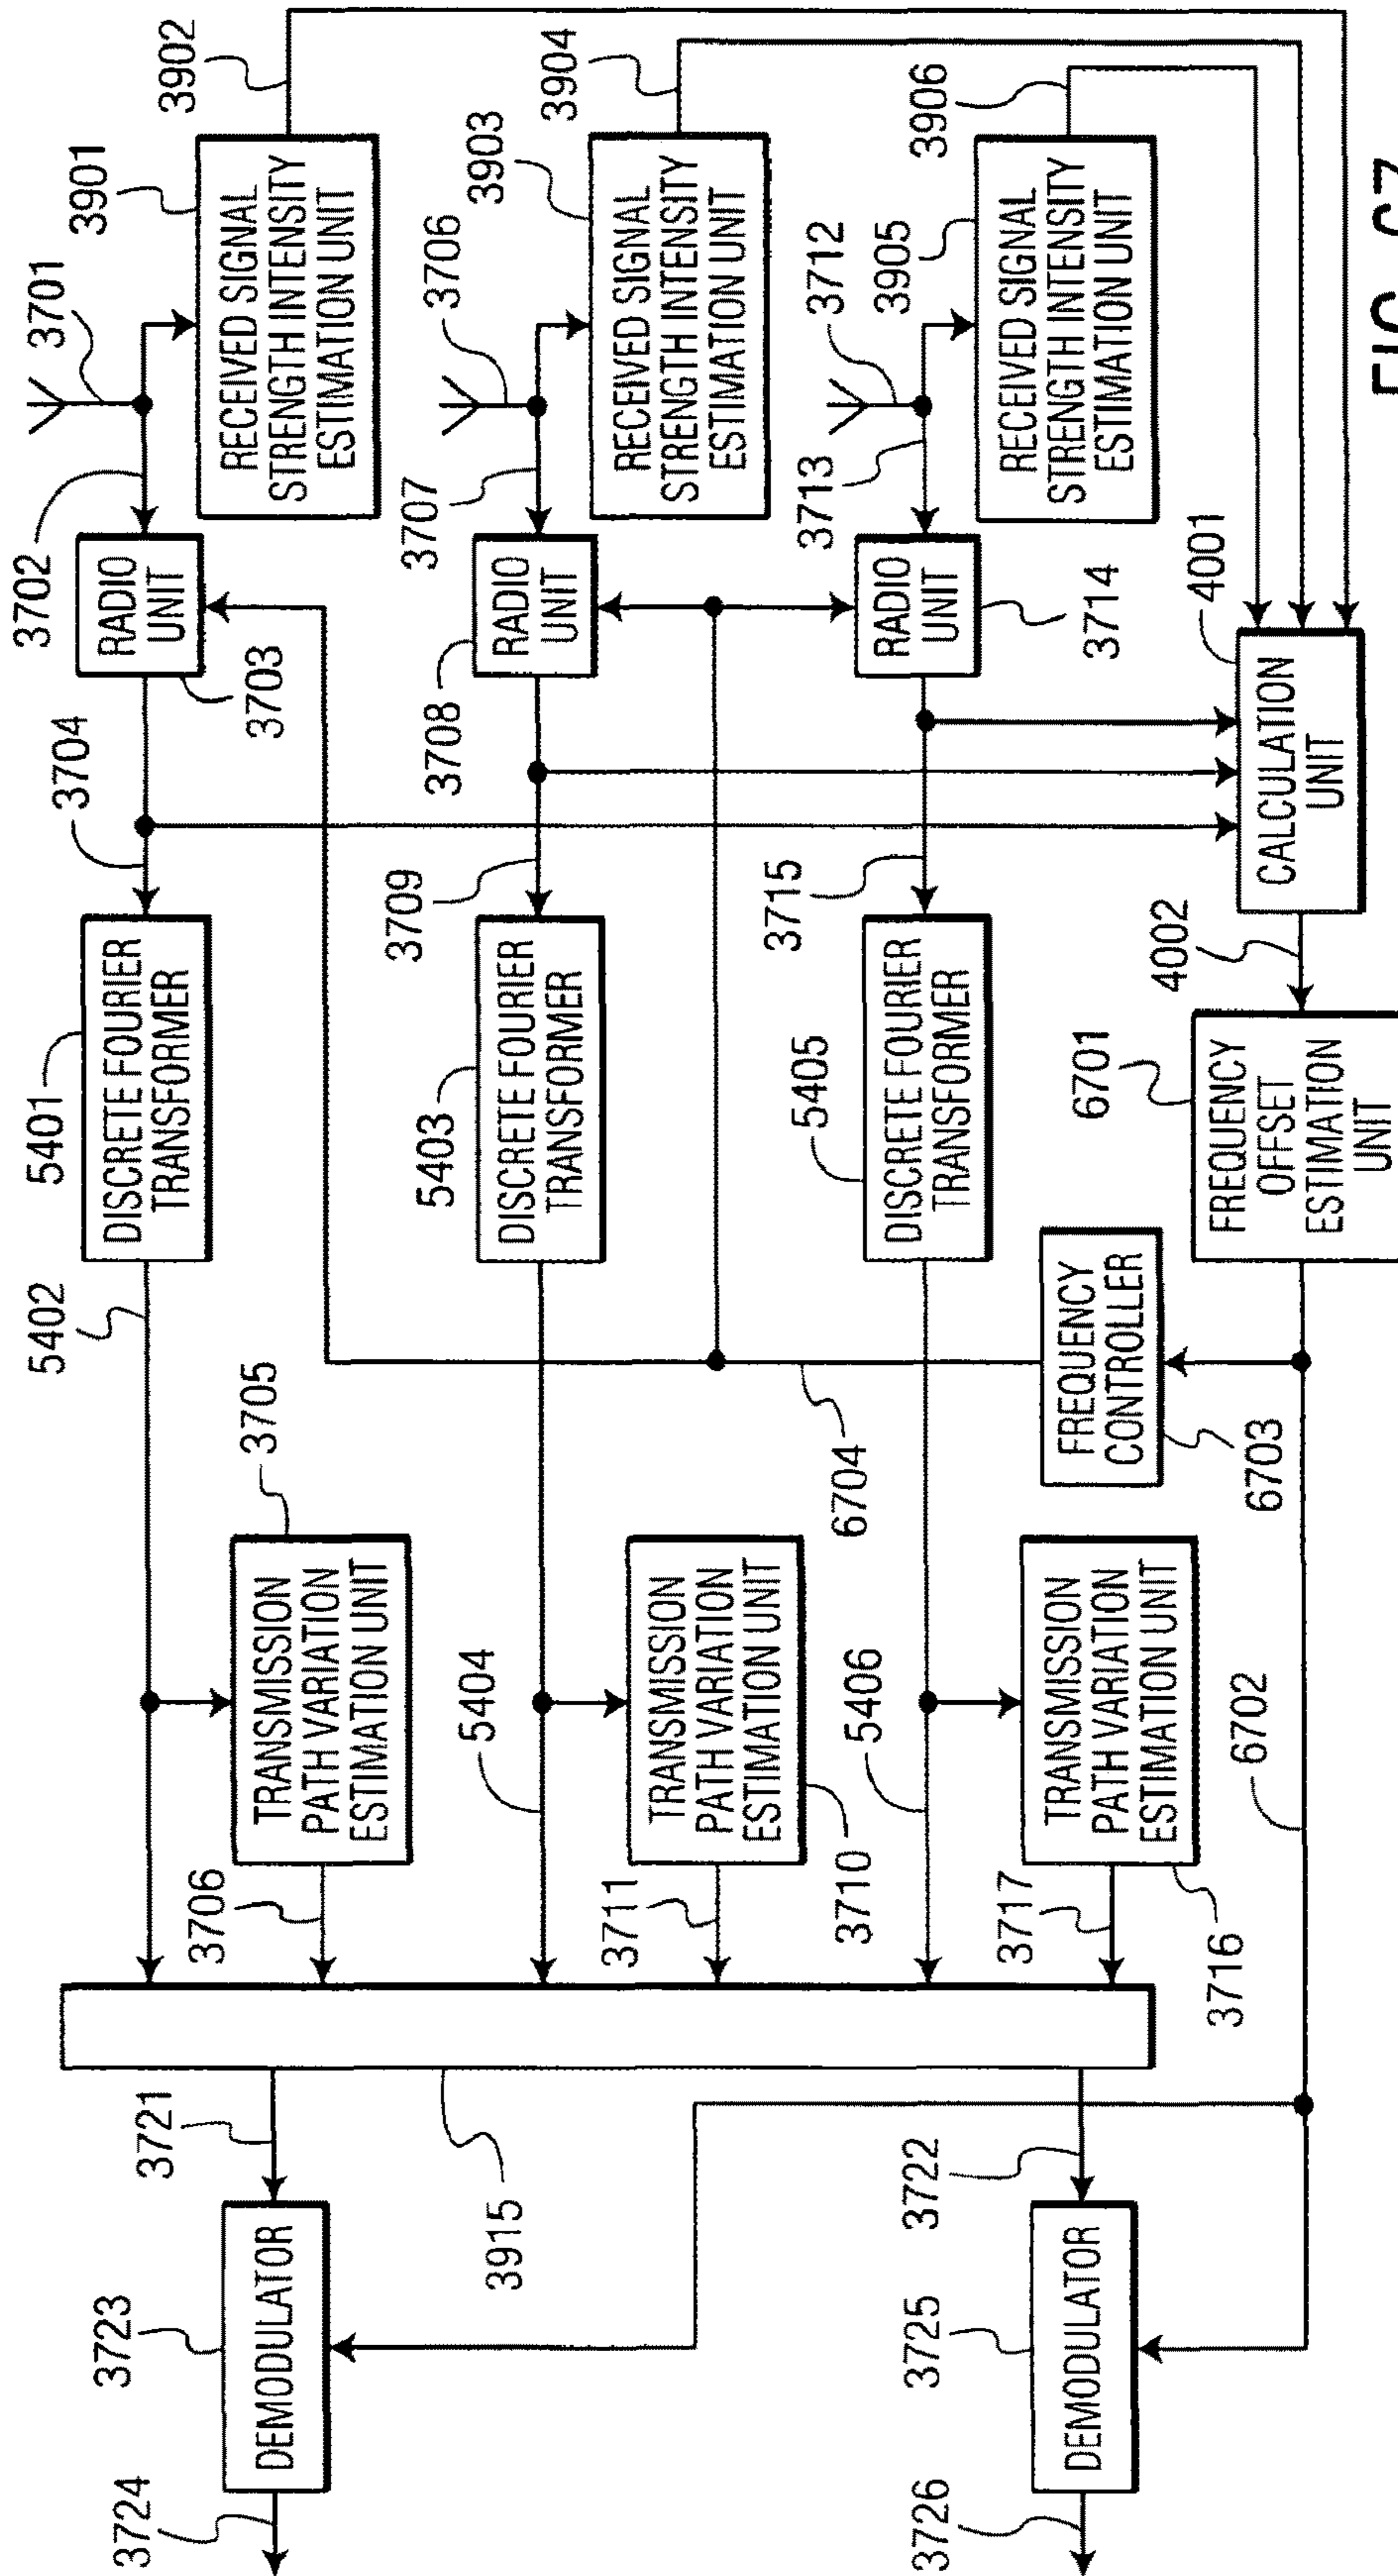 3701
3901
3902
3702
RECEIVED SIGNAL
STRENGTH INTENSITY
ESTIMATION UNIT
RADIO
UNIT
3703
3704
5401
DISCRETE FOURIER
TRANSFORMER
5402
3705
TRANSMISSION
PATH VARIATION
ESTIMATION UNIT
3706
3721
3723
DEMODULATOR
3724
3915
3706
3903
3904
3707
RECEIVED SIGNAL
STRENGTH INTENSITY
ESTIMATION UNIT
RADIO
UNIT
3708
3709
5403
DISCRETE FOURIER
TRANSFORMER
5404
TRANSMISSION
PATH VARIATION
ESTIMATION UNIT
3710
3711
3712
3905
3906
3713
RECEIVED SIGNAL
STRENGTH INTENSITY
ESTIMATION UNIT
RADIO
UNIT
3714
3715
5405
DISCRETE FOURIER
TRANSFORMER
5406
TRANSMISSION
PATH VARIATION
ESTIMATION UNIT
3716
3717
3722
3725
DEMODULATOR
3726
4001
CALCULATION
UNIT
4002
6701
FREQUENCY
OFFSET
ESTIMATION
UNIT
FREQUENCY
CONTROLLER
6703
6704
6702